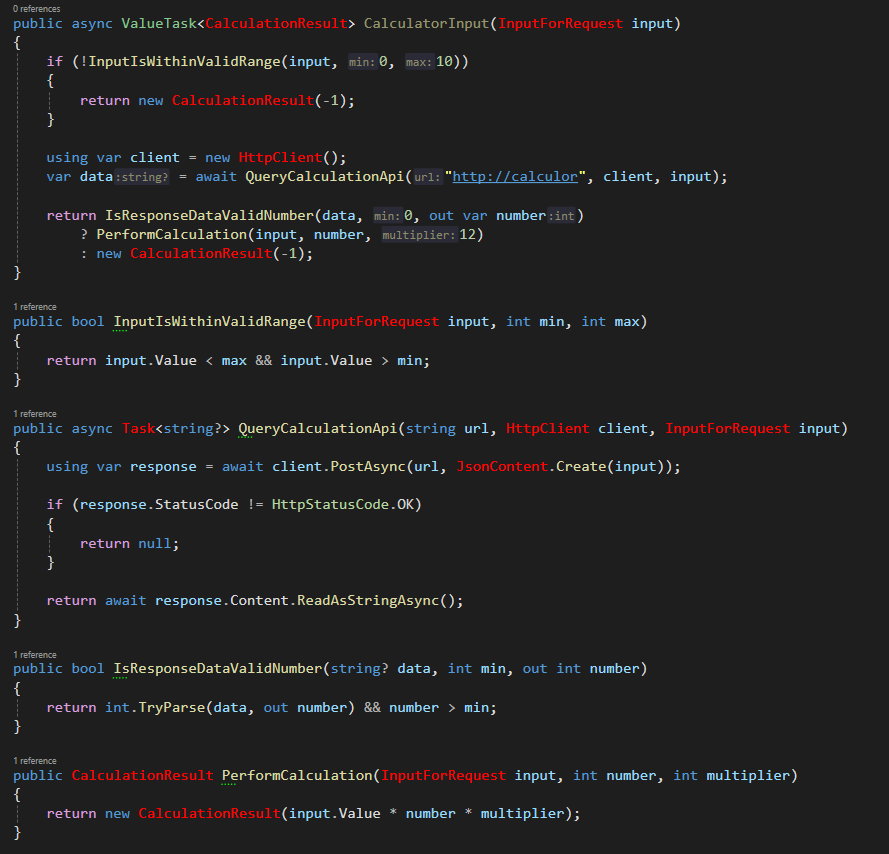 0 references
public async ValueTask<CalculationResult> CalculatorInput(InputForRequest input)
{
    if (!InputIsWithinValidRange(input, min: 0, max: 10))
    {
        return new CalculationResult(-1);
    }
    using var client = new HttpClient();
    var data:string? = await QueryCalculationApi(url: "http://calculor", client, input);
    return IsResponseDataValidNumber(data, min: 0, out var number:int)
        ? PerformCalculation(input, number, multiplier: 12)
        : new CalculationResult(-1);
}
1 reference
public bool InputIsWithinValidRange(InputForRequest input, int min, int max)
{
    return input.Value < max && input.Value > min;
}
1 reference
public async Task<string?> QueryCalculationApi(string url, HttpClient client, InputForRequest input)
{
    using var response = await client.PostAsync(url, JsonContent.Create(input));
    if (response.StatusCode != HttpStatusCode.OK)
    {
        return null;
    }
    return await response.Content.ReadAsStringAsync();
}
1 reference
public bool IsResponseDataValidNumber(string? data, int min, out int number)
{
    return int.TryParse(data, out number) && number > min;
}
1 reference
public CalculationResult PerformCalculation(InputForRequest input, int number, int multiplier)
{
    return new CalculationResult(input.Value * number * multiplier);
}